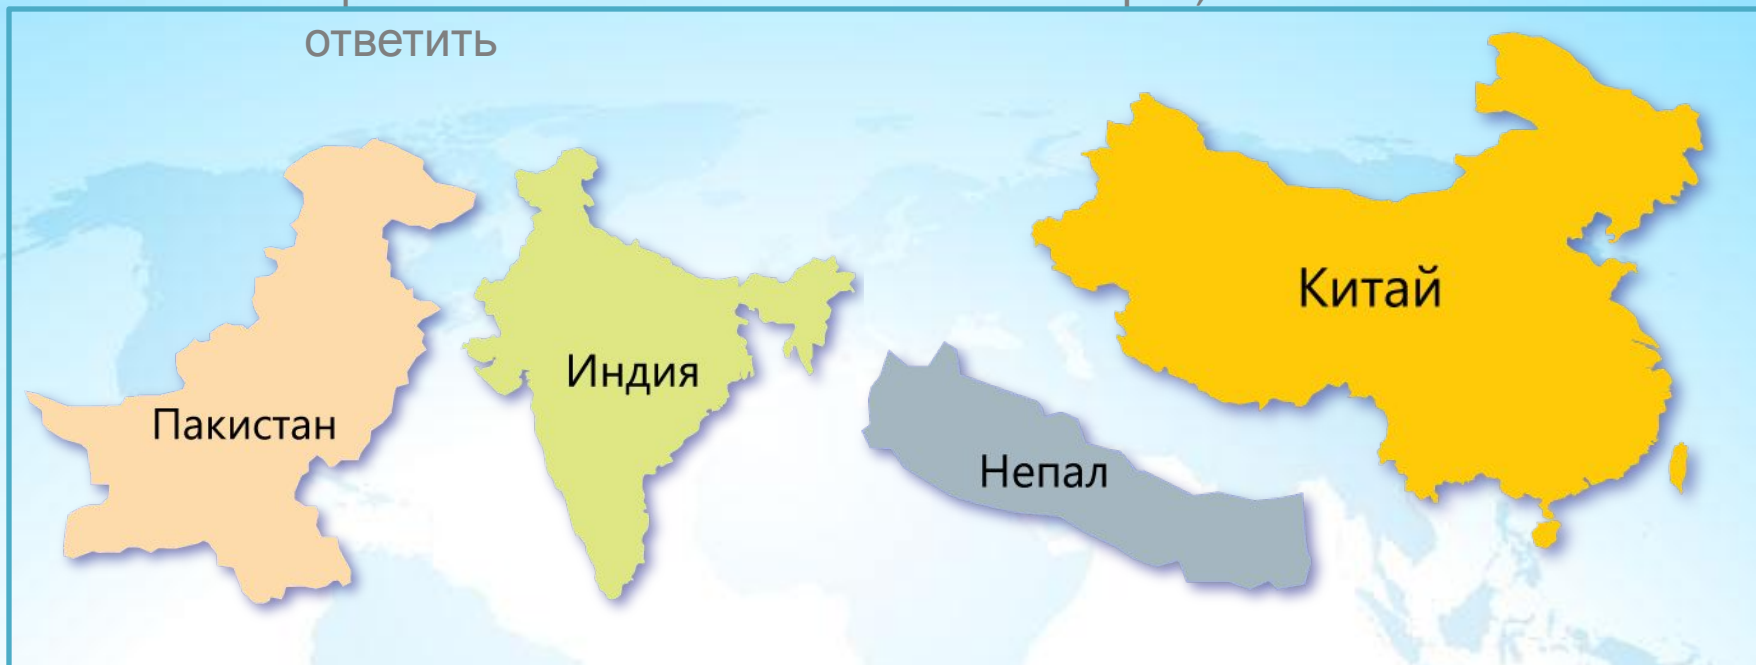 ответить
Китай
Индия
Пакистан
Непал